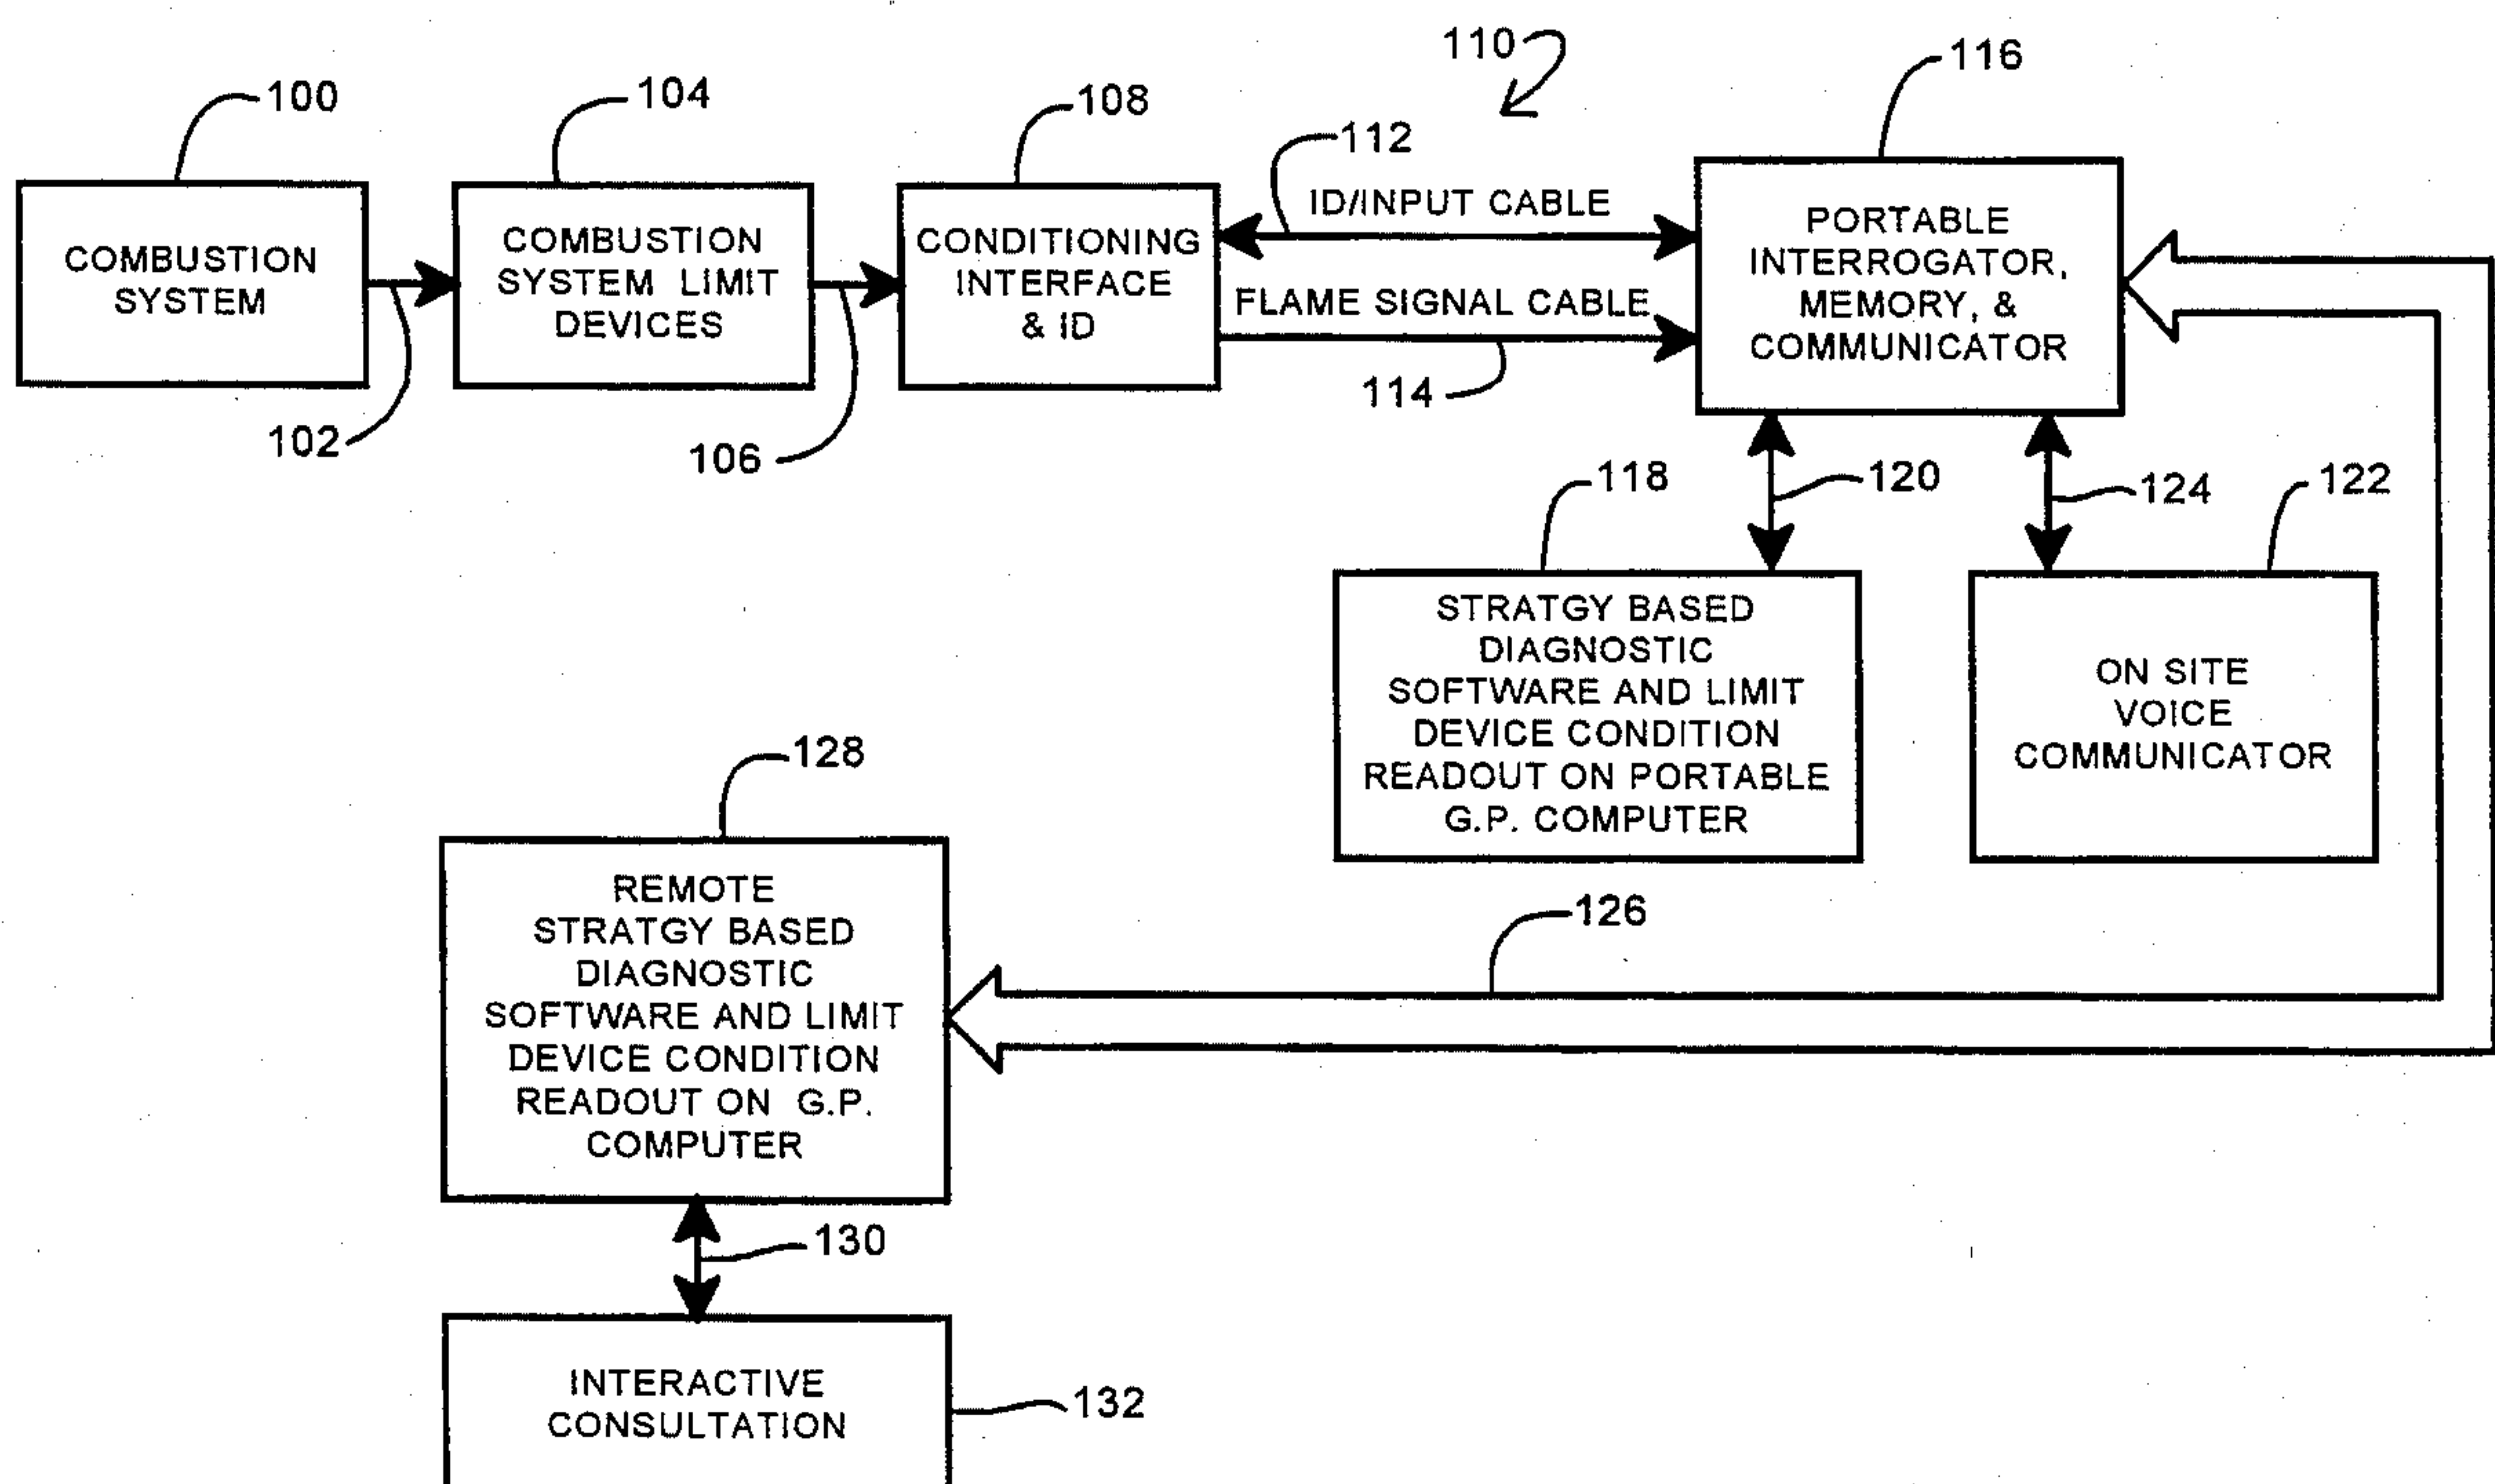 110
116
100
104
108
112
COMBUSTION
SYSTEM
COMBUSTION
SYSTEM LIMIT
DEVICES
CONDITIONING
INTERFACE
& ID
ID/INPUT CABLE
FLAME SIGNAL CABLE
PORTABLE
INTERROGATOR,
MEMORY, &
COMMUNICATOR
102
106
114
118
120
124
122
STRATGY BASED
DIAGNOSTIC
SOFTWARE AND LIMIT
DEVICE CONDITION
READOUT ON PORTABLE
G.P. COMPUTER
ON SITE
VOICE
COMMUNICATOR
128
126
REMOTE
STRATGY BASED
DIAGNOSTIC
SOFTWARE AND LIMIT
DEVICE CONDITION
READOUT ON G.P.
COMPUTER
130
INTERACTIVE
CONSULTATION
132